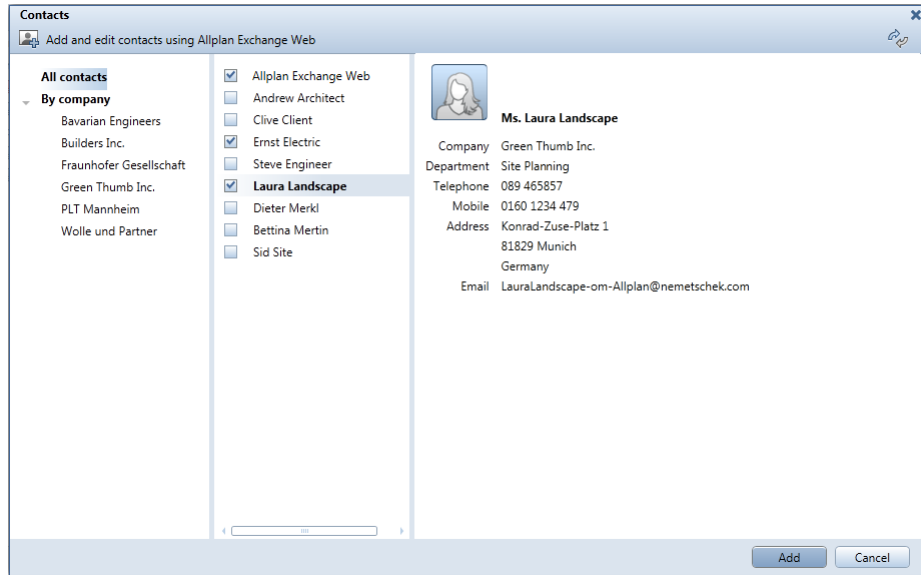 Contacts
Add and edit contacts using Allplan Exchange Web
All contacts
By company
Bavarian Engineers
Builders Inc.
Fraunhofer Gesellschaft
Green Thumb Inc.
PLT Mannheim
Wolle und Partner
Allplan Exchange Web
Andrew Architect
Clive Client
Ernst Electric
Steve Engineer
Laura Landscape
Dieter Merkl
Bettina Mertin
Sid Site
Ms. Laura Landscape
Company Green Thumb Inc.
Department Site Planning
Telephone 089 465857
Mobile 0160 1234 479
Address Konrad-Zuse-Platz 1
81829 Munich
Germany
Email LauraLandscape-om-Allplan@nemetschek.com
Add Cancel